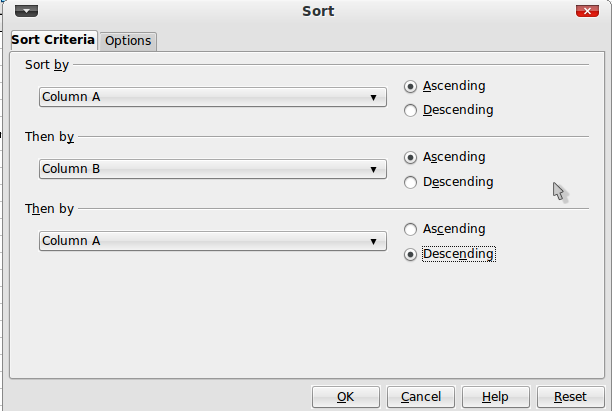 Sort
Sort Criteria Options
Sort by
Column A
Ascending
Descending
Then by
Column B
Ascending
Descending
Then by
Column A
Ascending
Descending
OK Cancel Help Reset